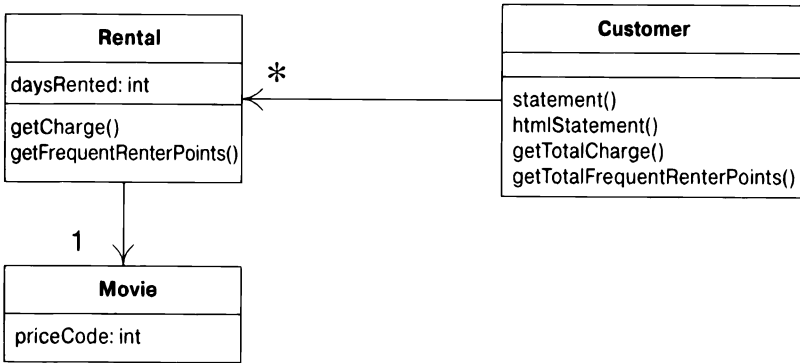 Rental
daysRented: int
getCharge()
getFrequentRenterPoints()
*
Customer
statement()
htmlStatement()
getTotalCharge()
getTotalFrequentRenterPoints()
1
Movie
priceCode: int